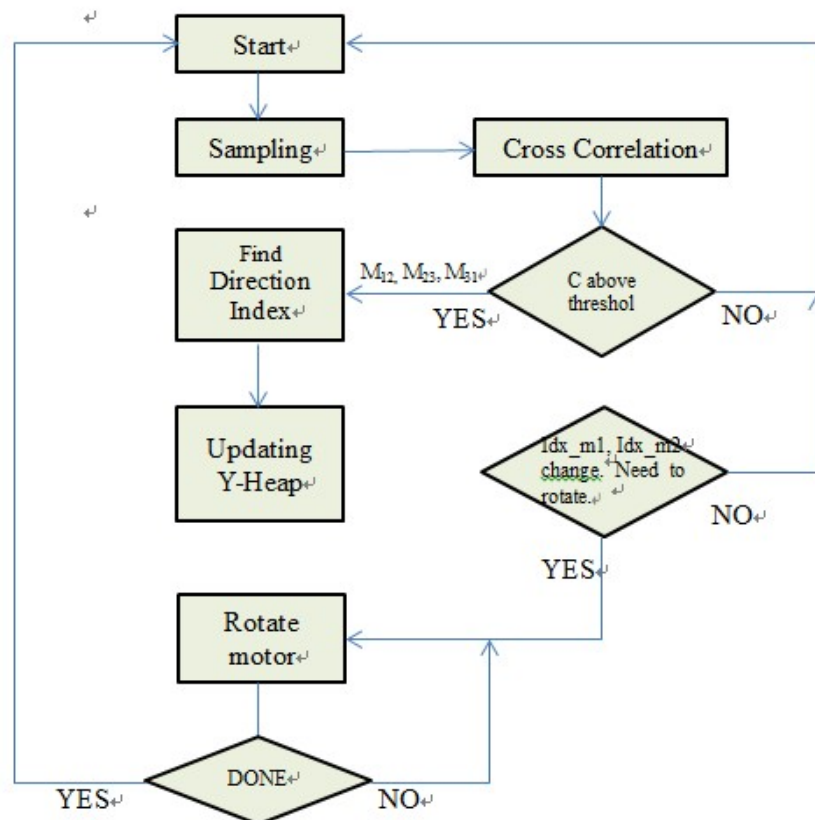 Start
Sampling
Cross Correlation
Find
Direction
Index
M12, M23, M31
C above
threshol
YES
NO
Updating
Y-Heap
Idx_m1, Idx_m2
change. Need to
rotate.
NO
YES
Rotate
motor
DONE
YES
NO